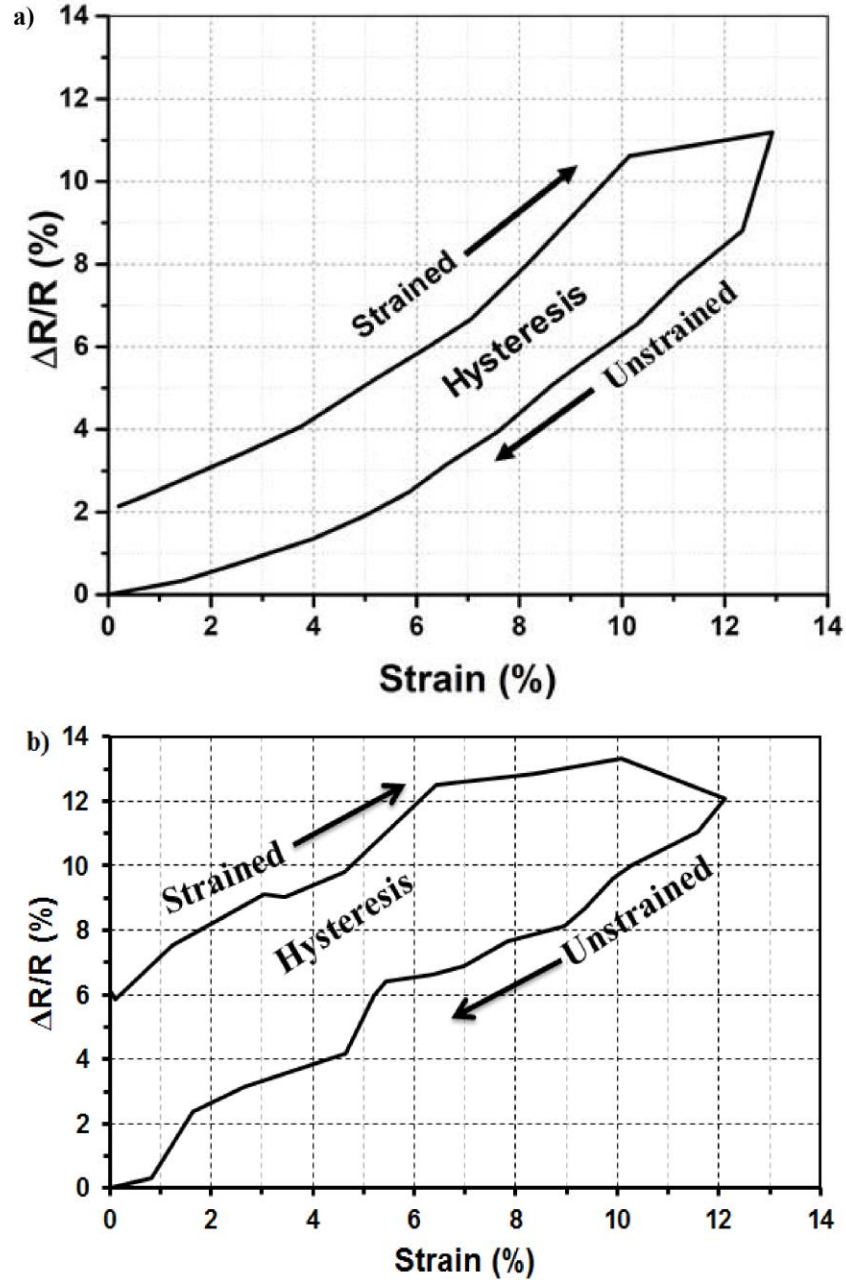 a)
14
12
10
8
6
4
2
0
ΔR/R (%)
Strained
Hysteresis
Unstrained
0 2 4 6 8 10 12 14
Strain (%)
b)
14
12
10
8
6
4
2
0
ΔR/R (%)
Strained
Hysteresis
Unstrained
0 2 4 6 8 10 12 14
Strain (%)